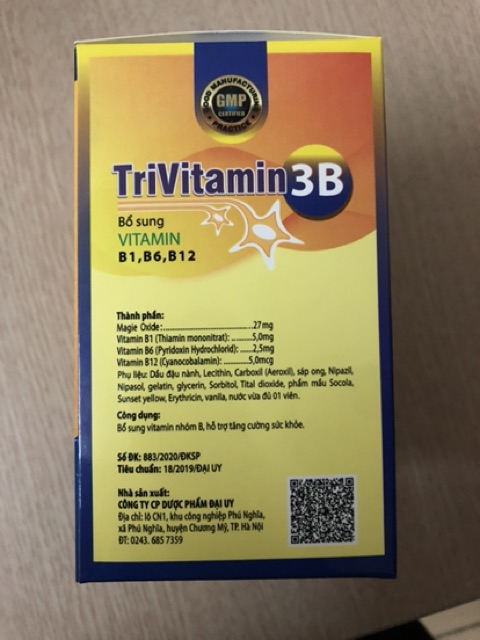 GOOD MANUFACTURING
GMP
CERTIFIED
PRACTICE
TriVitamin 3B
Bổ sung
VITAMIN
B1,B6,B12
Thành phần:
Magie Oxide:..............................27mg
Vitamin B1 (Thiamin mononitrat): .......5,0mg
Vitamin B6 (Pyridoxin Hydrochlorid): .....2,5mg
Vitamin B12 (Cyanocobalamin):..........5,0mcg
Phụ liệu: Dầu đậu nành, Lecithin, Carboxil (Aeroxil), sáp ong, Nipazil,
Nipasol, gelatin, glycerin, Sorbitol, Tital dioxide, phẩm mầu Socola,
Sunset yellow, Erythricin, vanila, nước vừa đủ 01 viên.
Công dụng:
Bổ sung vitamin nhóm B, hỗ trợ tăng cường sức khỏe.
Số ĐK: 883/2020/ĐKSP
Tiêu chuẩn: 18/2019/ĐẠI UY
Nhà sản xuất:
CÔNG TY CP DƯỢC PHẨM ĐẠI UY
Địa chỉ: lô CN1, khu công nghiệp Phú Nghĩa,
xã Phú Nghĩa, huyện Chương Mỹ, TP. Hà Nội
ĐT: 0243. 685 7359